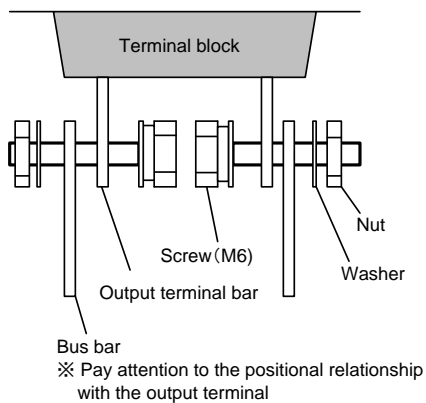 Terminal block
Nut
Screw（M6)
Washer
Output terminal bar
Bus bar
※ Pay attention to the positional relationship
with the output terminal